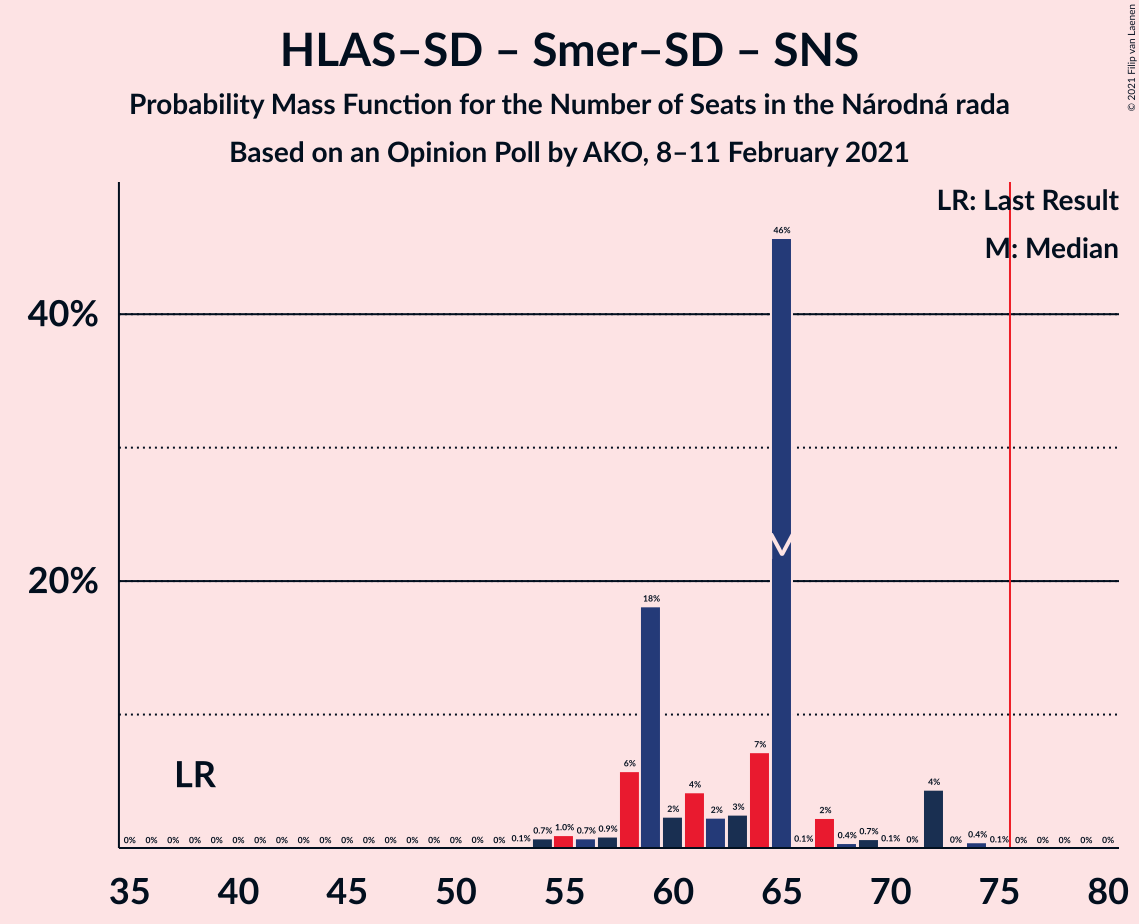 HLAS–SD – Smer–SD – SNS
Probability Mass Function for the Number of Seats in the Národná rada
Based on an Opinion Poll by AKO, 8–11 February 2021
© 2021 Filip van Laenen
LR: Last Result
M: Median
40%
20%
LR
0% 0% 0% 0% 0% 0% 0% 0% 0% 0% 0% 0% 0% 0% 0% 0% 0% 0% 0.1% 0.7% 1.0% 0.7% 0.9% 6% 18% 2% 4% 2% 3% 7% 46% 0.1% 2% 0.4% 0.7% 0.1% 0% 4% 0% 0.4% 0.1% 0% 0% 0% 0% 0%
35 40 45 50 55 60 65 70 75 80